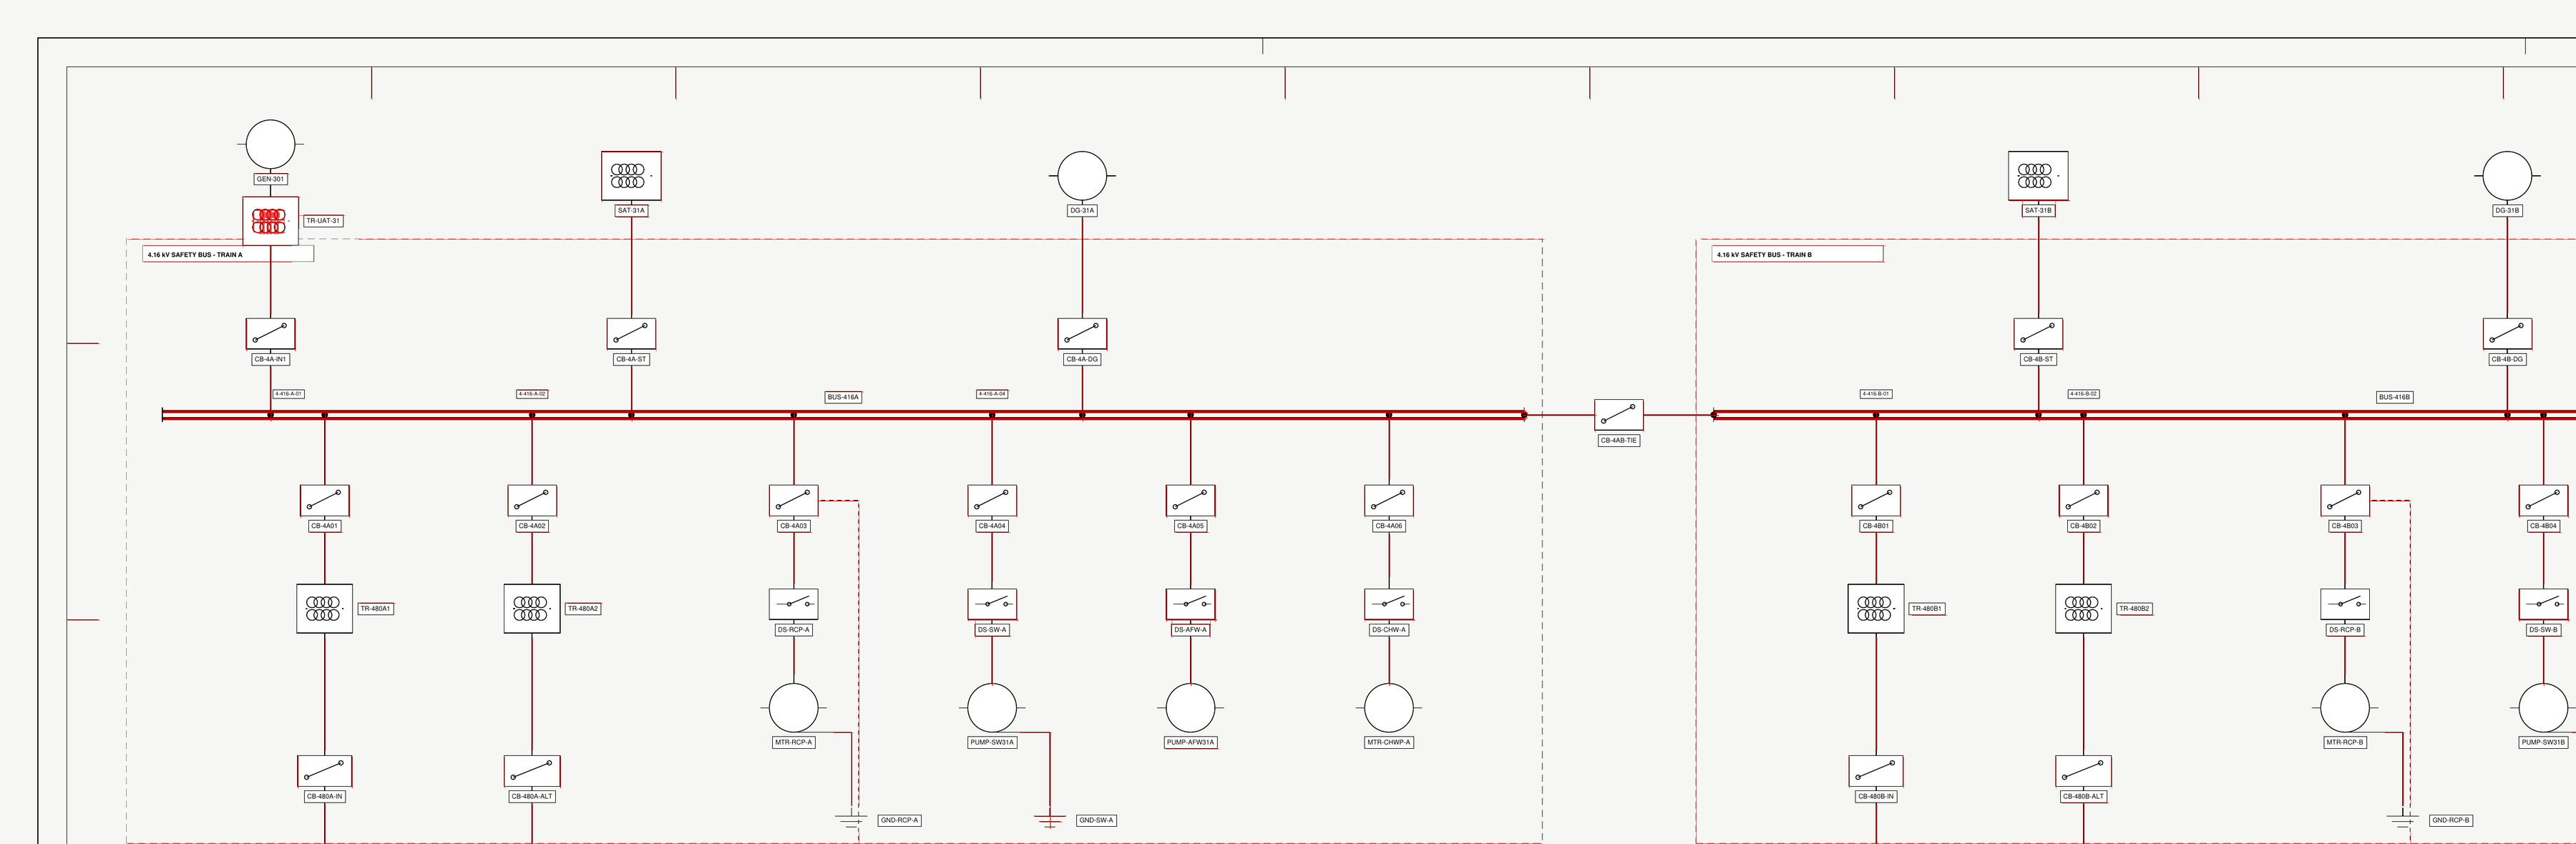 GEN-301
SAT-31A
DG-31A
SAT-31B
DG-31B
TR-UAT-31
4.16 kV SAFETY BUS - TRAIN A
4.16 kV SAFETY BUS - TRAIN B
CB-4A-IN1
CB-4A-ST
CB-4A-DG
CB-4B-ST
CB-4B-DG
4-416-A-01
4-416-A-02
BUS-416A
4-416-A-04
4-416-B-01
4-416-B-02
BUS-416B
CB-4AB-TIE
CB-4A01
CB-4A02
CB-4A03
CB-4A04
CB-4A05
CB-4A06
CB-4B01
CB-4B02
CB-4B03
CB-4B04
TR-480A1
TR-480A2
TR-480B1
TR-480B2
DS-RCP-A
DS-SW-A
DS-AFW-A
DS-CHW-A
DS-RCP-B
DS-SW-B
MTR-RCP-A
PUMP-SW31A
PUMP-AFW31A
MTR-CHWP-A
MTR-RCP-B
PUMP-SW31B
CB-480A-IN
CB-480A-ALT
CB-480B-IN
CB-480B-ALT
GND-RCP-A
GND-SW-A
GND-RCP-B